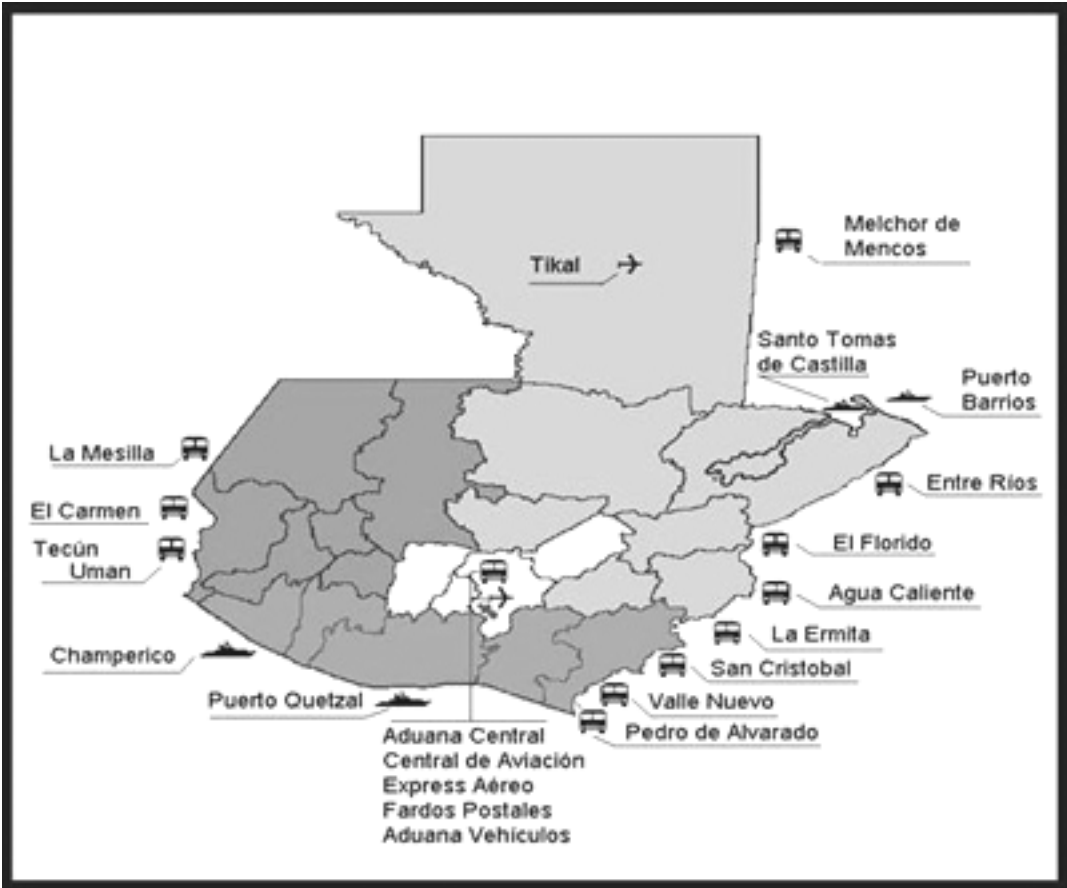 Melchor de
Mencos
Tikal
Santo Tomas
de Castilla
Puerto
Barrios
La Mesilla
Entre Ríos
El Carmen
El Florido
Tecún
Uman
Agua Caliente
La Ermita
Champerico
San Cristobal
Puerto Quetzal
Valle Nuevo
Pedro de Alvarado
Aduana Central
Central de Aviación
Express Aéreo
Fardos Postales
Aduana Vehículos